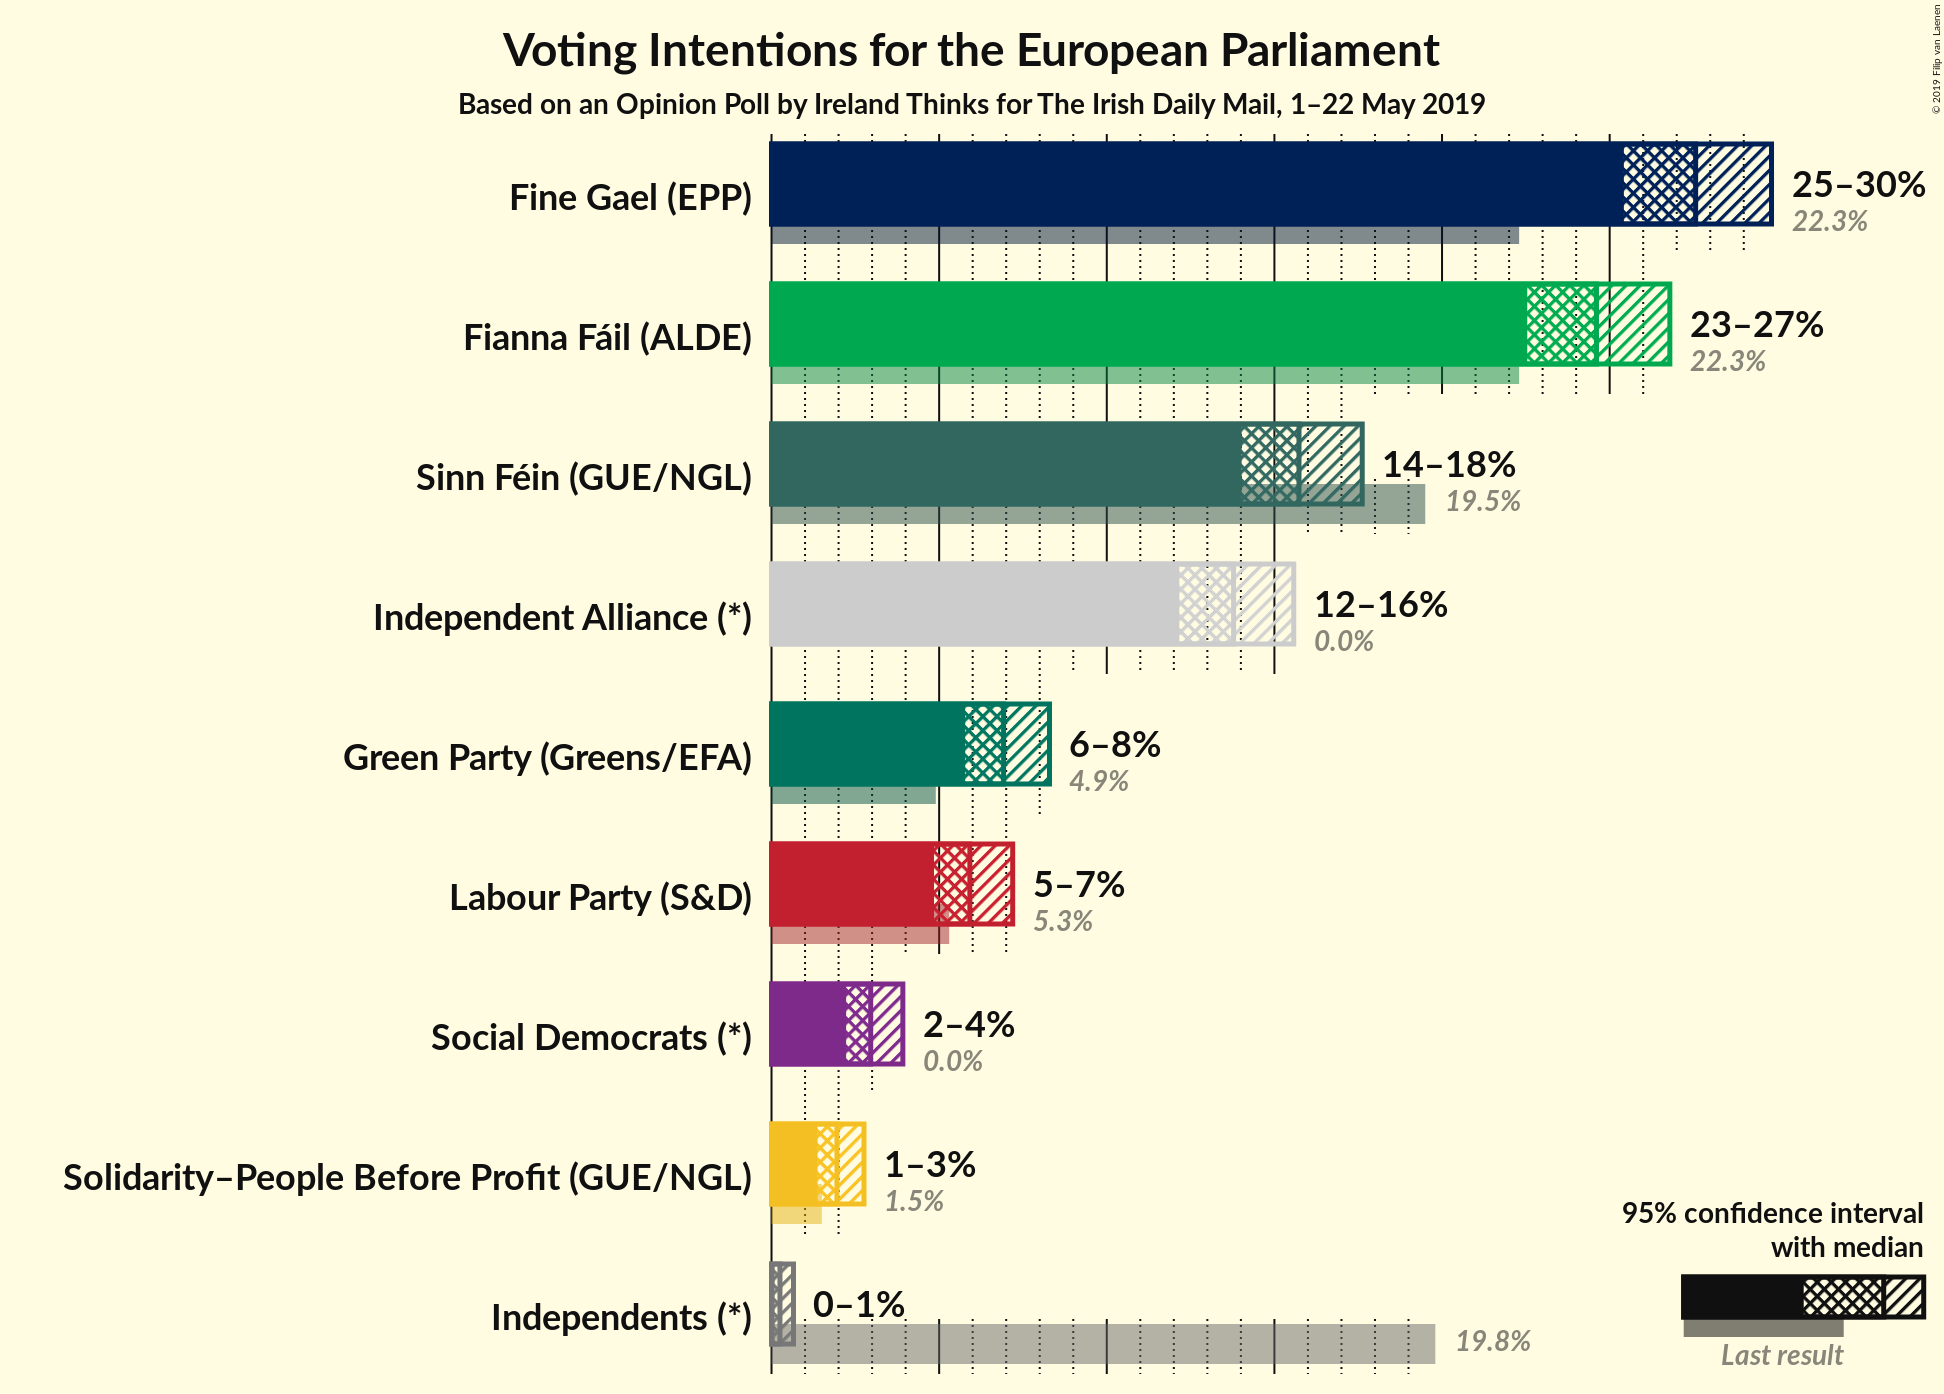 Voting Intentions for the European Parliament
Based on an Opinion Poll by Ireland Thinks for The Irish Daily Mail, 1–22 May 2019
© 2019 Filip van Laenen
Fine Gael (EPP)
25–30%
22.3%
Fianna Fáil (ALDE)
23–27%
22.3%
Sinn Féin (GUE/NGL)
14–18%
19.5%
Independent Alliance (*)
12–16%
0.0%
Green Party (Greens/EFA)
6–8%
4.9%
Labour Party (S&D)
5–7%
5.3%
Social Democrats (*)
2–4%
0.0%
Solidarity–People Before Profit (GUE/NGL)
1–3%
1.5%
Independents (*)
0–1%
19.8%
95% confidence interval
with median
Last result